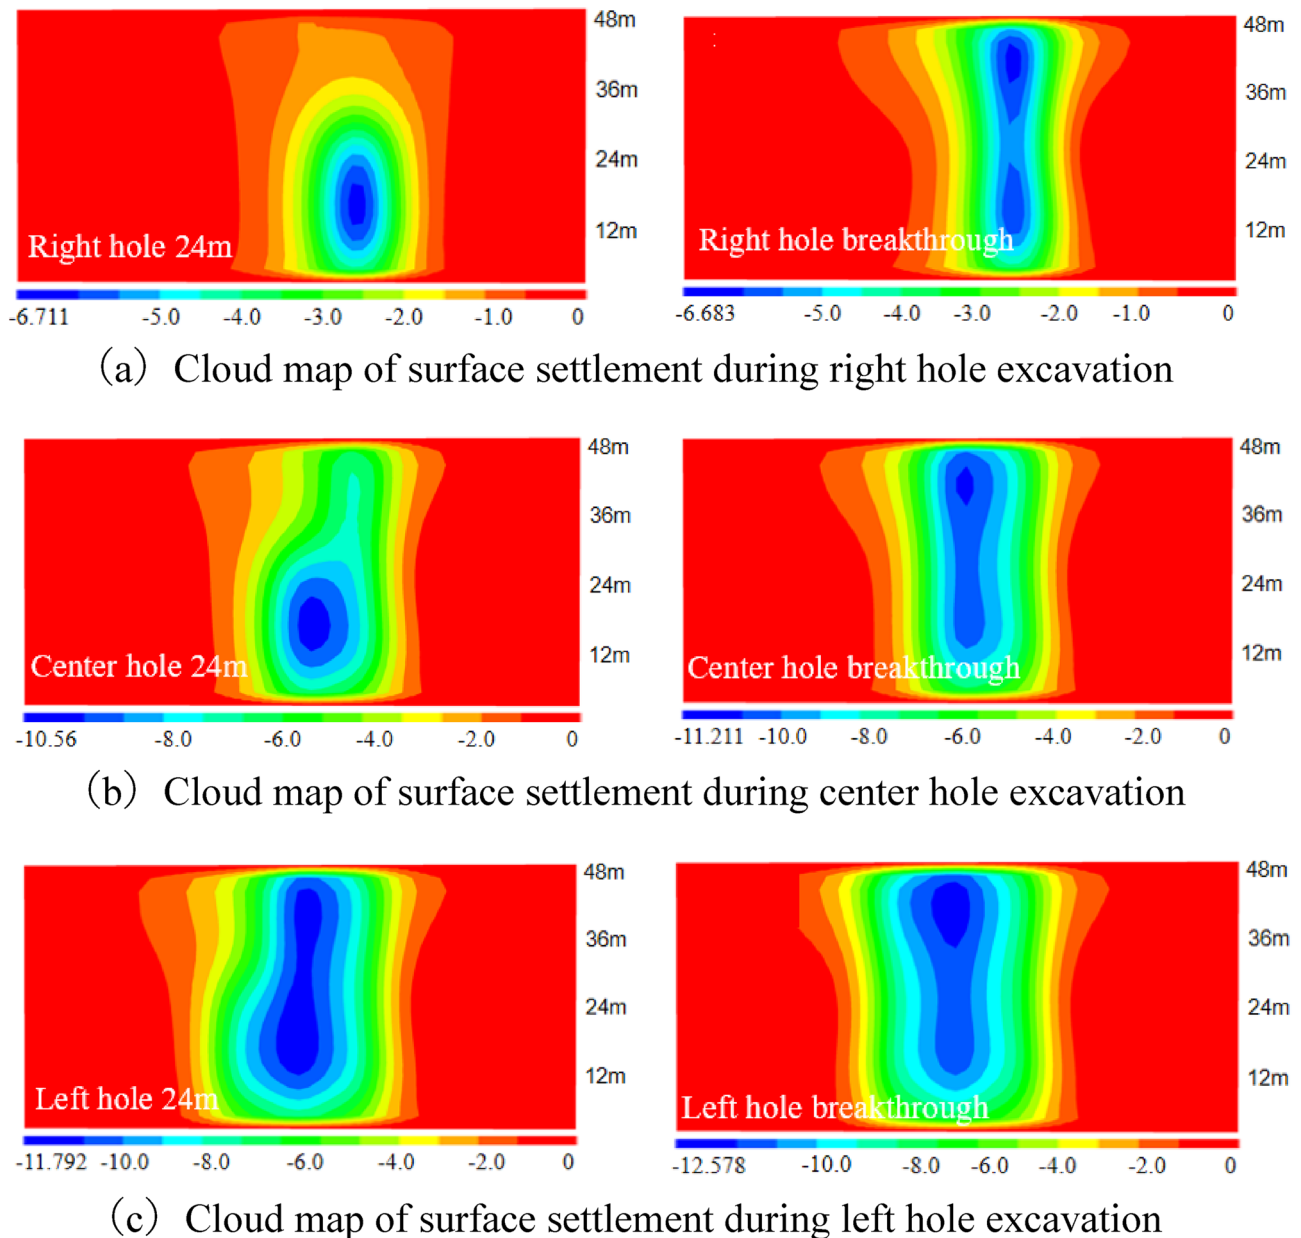 48m
36m
24m
12m
Right hole 24m
-6.711 -5.0 -4.0 -3.0 -2.0 -1.0 0
48m
36m
24m
12m
Right hole breakthrough
-6.683 -5.0 -4.0 -3.0 -2.0 -1.0 0
（a）Cloud map of surface settlement during right hole excavation
48m
36m
24m
12m
Center hole 24m
-10.56 -8.0 -6.0 -4.0 -2.0 0
48m
36m
24m
12m
Center hole breakthrough
-11.211 -10.0 -8.0 -6.0 -4.0 -2.0 0
（b）Cloud map of surface settlement during center hole excavation
48m
36m
24m
12m
Left hole 24m
-11.792 -10.0 -8.0 -6.0 -4.0 -2.0 0
48m
36m
24m
12m
Left hole breakthrough
-12.578 -10.0 -8.0 -6.0 -4.0 -2.0 0
（c）Cloud map of surface settlement during left hole excavation